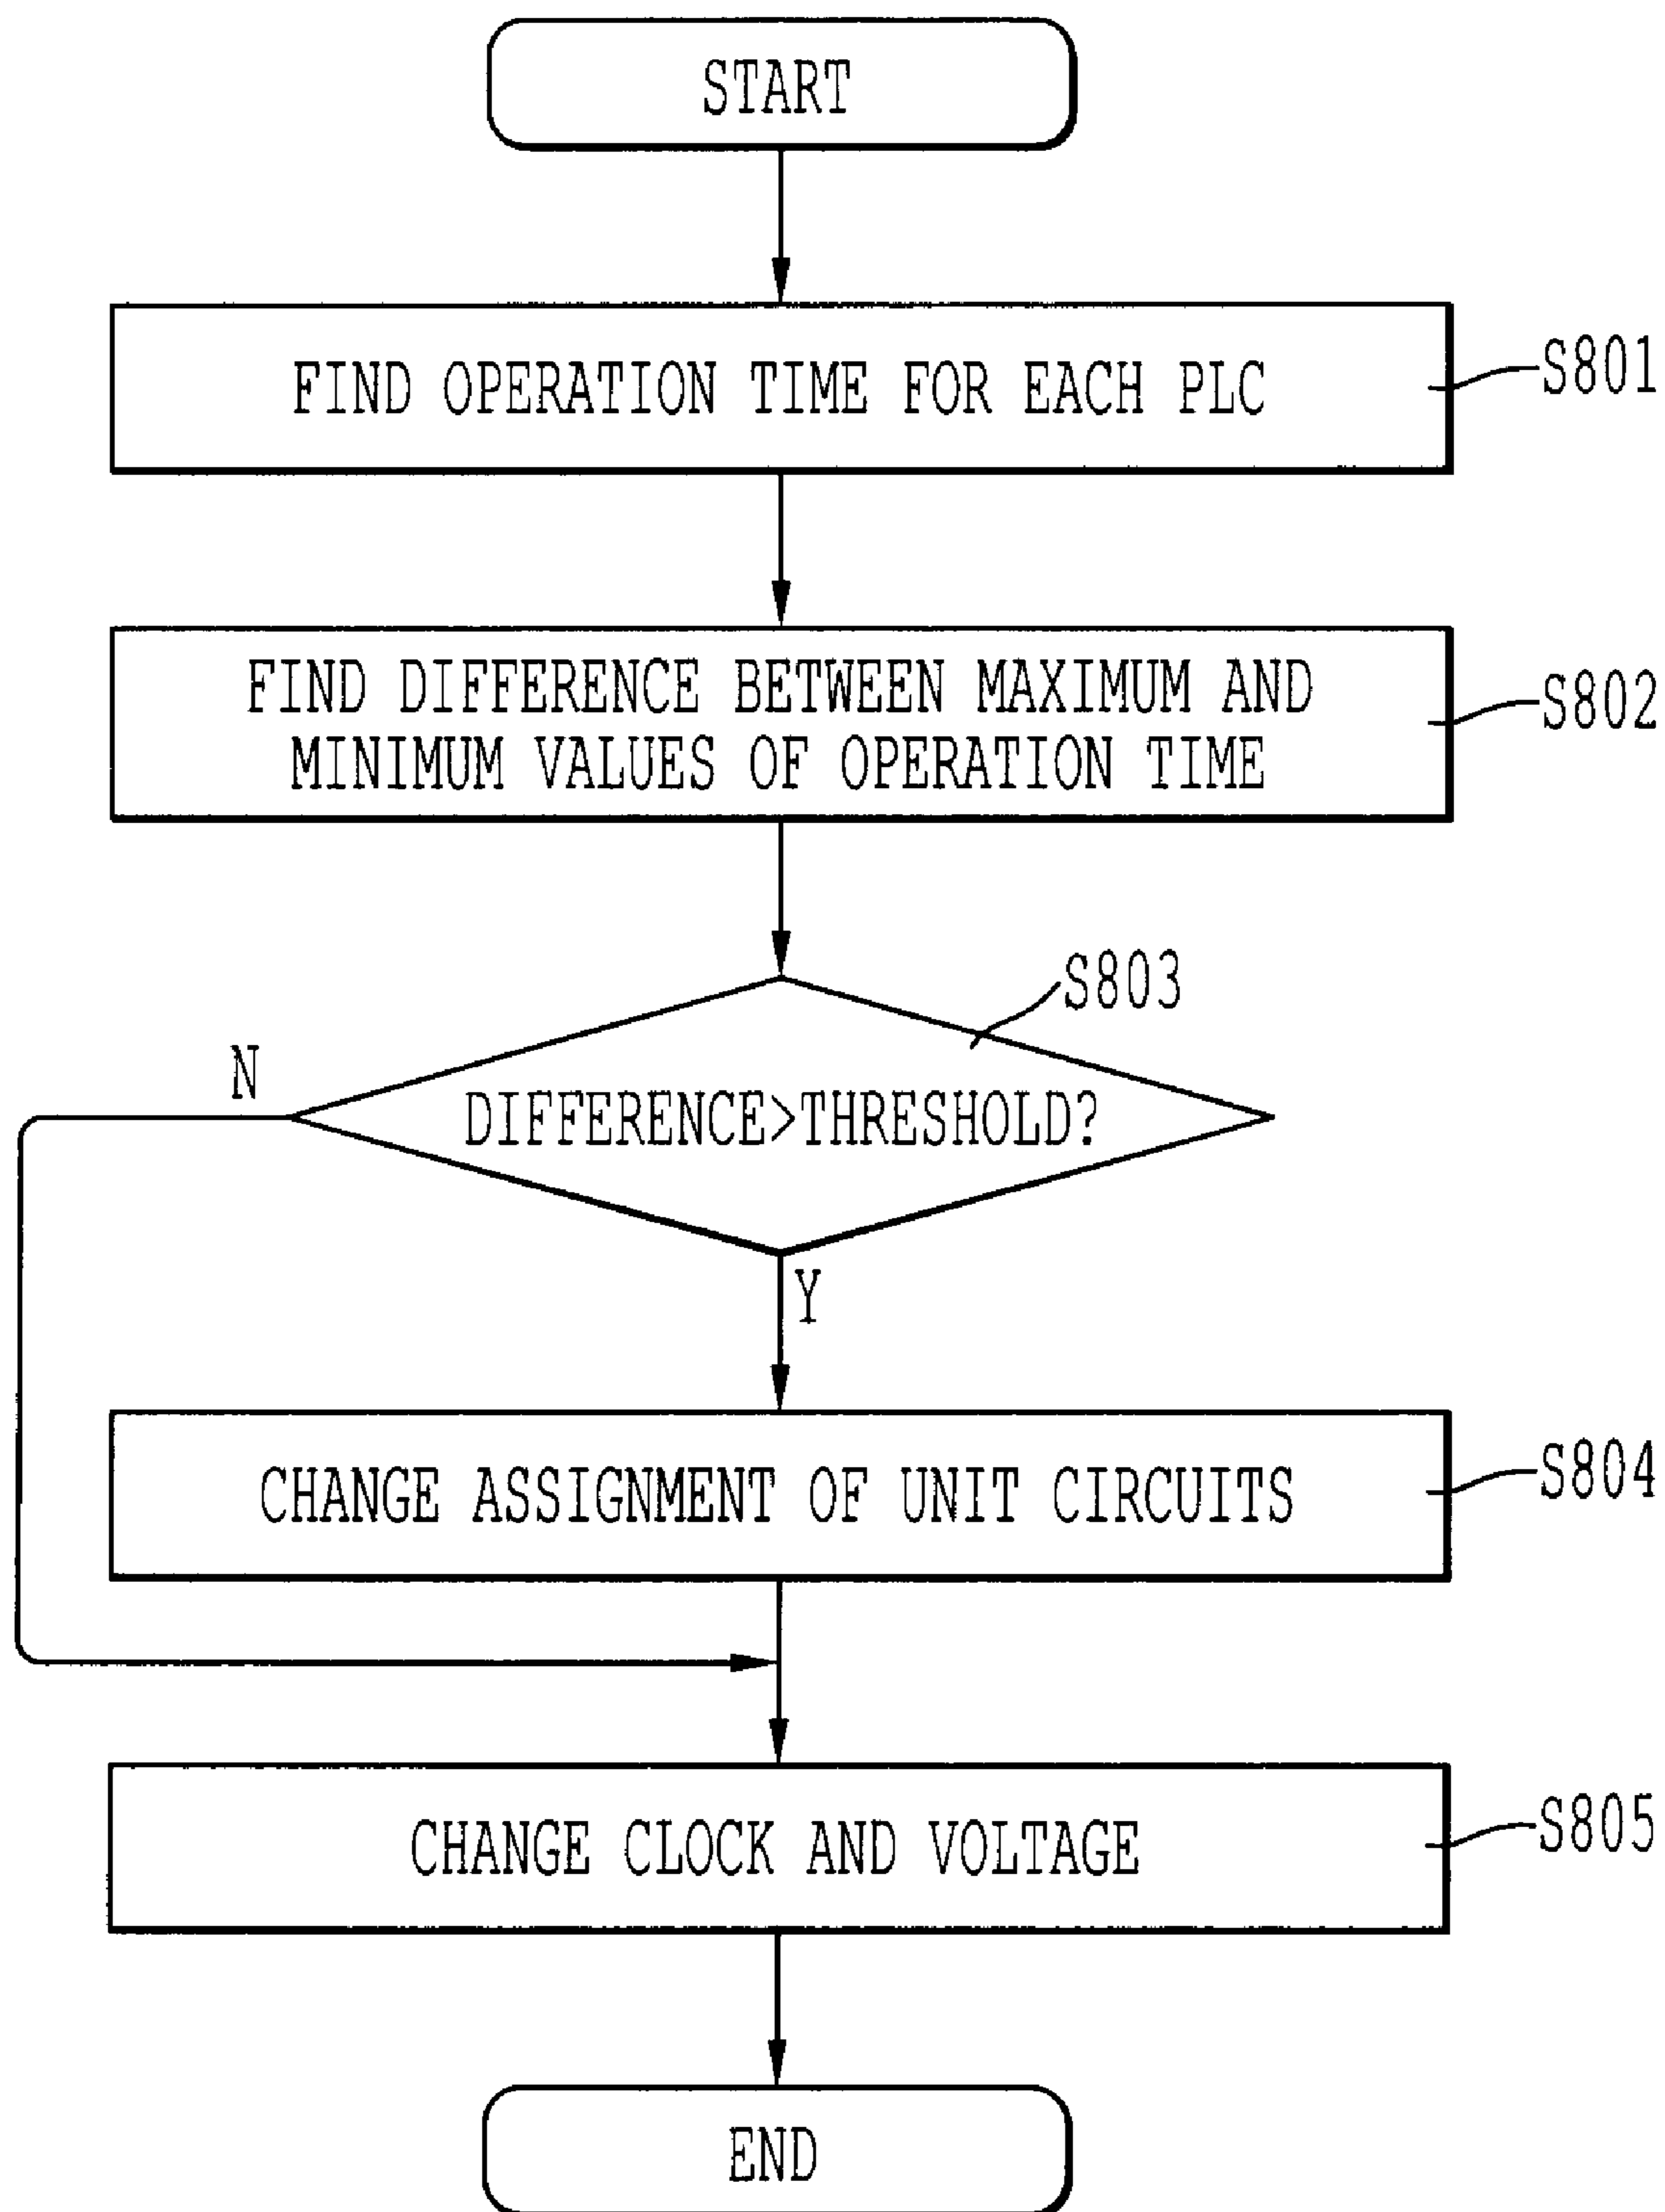 START
FIND OPERATION TIME FOR EACH PLC
S801
FIND DIFFERENCE BETWEEN MAXIMUM AND
MINIMUM VALUES OF OPERATION TIME
S802
S803
N
DIFFERENCE>THRESHOLD?
Y
CHANGE ASSIGNMENT OF UNIT CIRCUITS
S804
CHANGE CLOCK AND VOLTAGE
S805
END